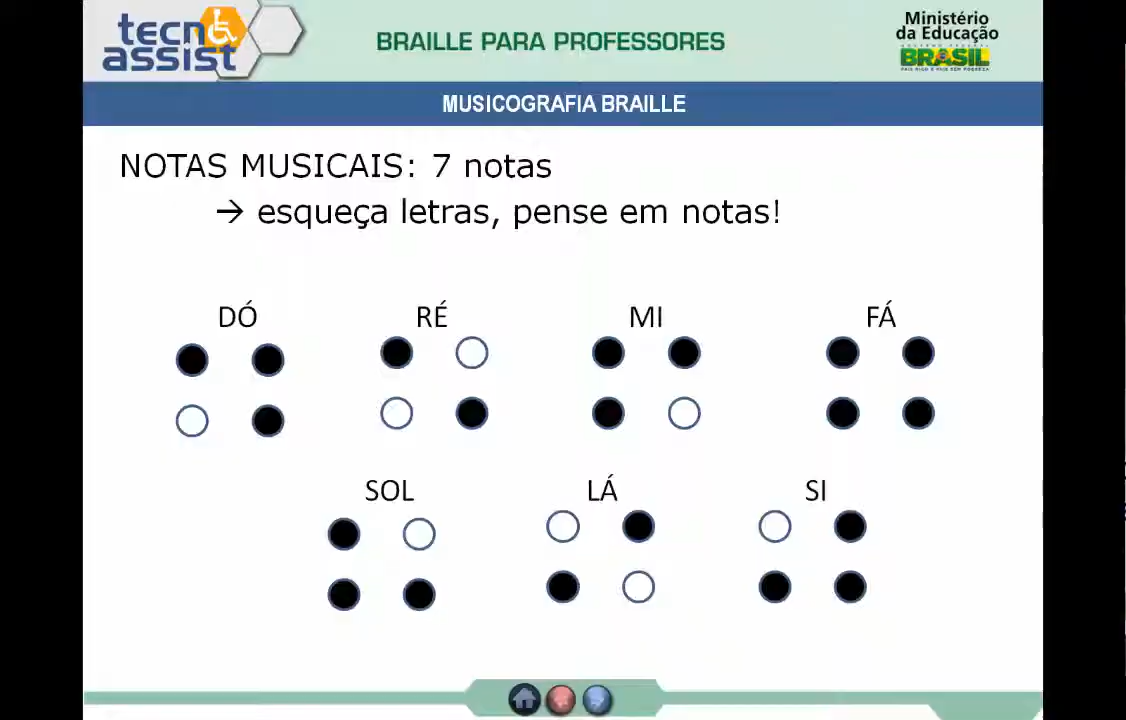 tecn
assist
BRAILLE PARA PROFESSORES
Ministério
da Educação
BRASIL
MUSICOGRAFIA BRAILLE
NOTAS MUSICAIS: 7 notas
→ esqueça letras, pense em notas!
DÓ RÉ MI FÁ
SOL LÁ SI